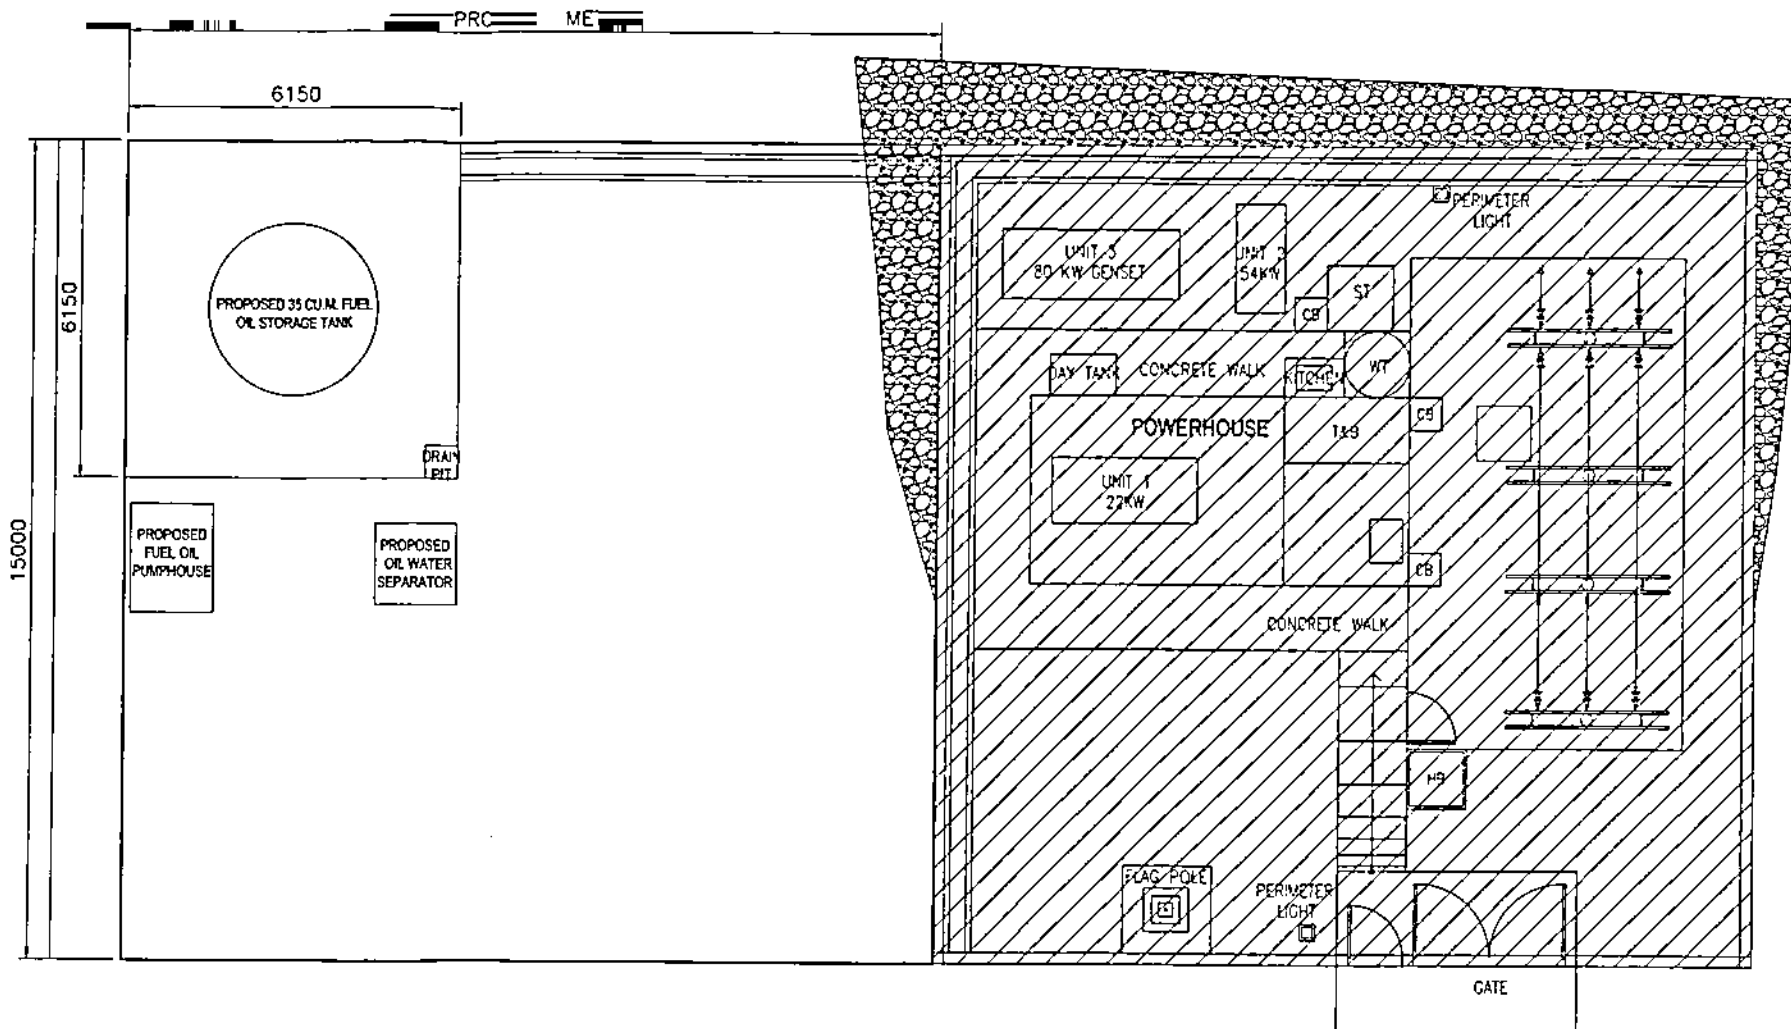 PRO
ME
6150
6150
15000
PROPOSED 35 CU.M. FUEL
OIL STORAGE TANK
DRAIN
PIT
PROPOSED
FUEL OIL
PUMPHOUSE
PROPOSED
OIL WATER
SEPARATOR
PERIMETER
LIGHT
UNIT 3
80 KW GENSET
UNIT 2
54KW
ST
CB
DAY TANK
CONCRETE WALK
KITCHEN
WT
CB
POWERHOUSE
T&B
UNIT 1
22KW
CB
CONCRETE WALK
HB
FLAG POLE
PERIMETER
LIGHT
GATE